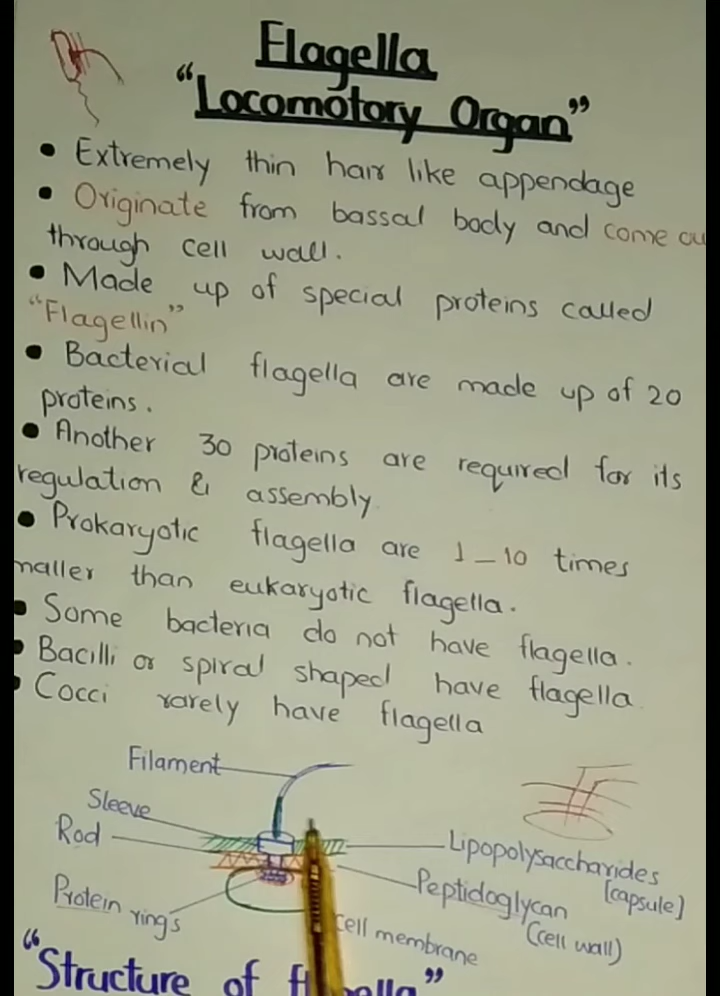 Flagella
"Locomotory Organ"
• Extremely thin hair like appendage
• Originate from bassal body and come ou
through cell wall.
• Made up of special proteins called
"Flagellin"
• Bacterial flagella are made up of 20
proteins.
• Another 30 proteins are required for its
regulation & assembly.
• Prokaryotic flagella are 1–10 times
maller than eukaryotic flagella.
• Some bacteria do not have flagella.
• Bacilli or spiral shaped have flagella.
• Cocci rarely have flagella
Filament
Sleeve
Rod
Lipopolysaccharides
[capsule]
Protein rings
Peptidoglycan
(cell wall)
cell membrane
"Structure of